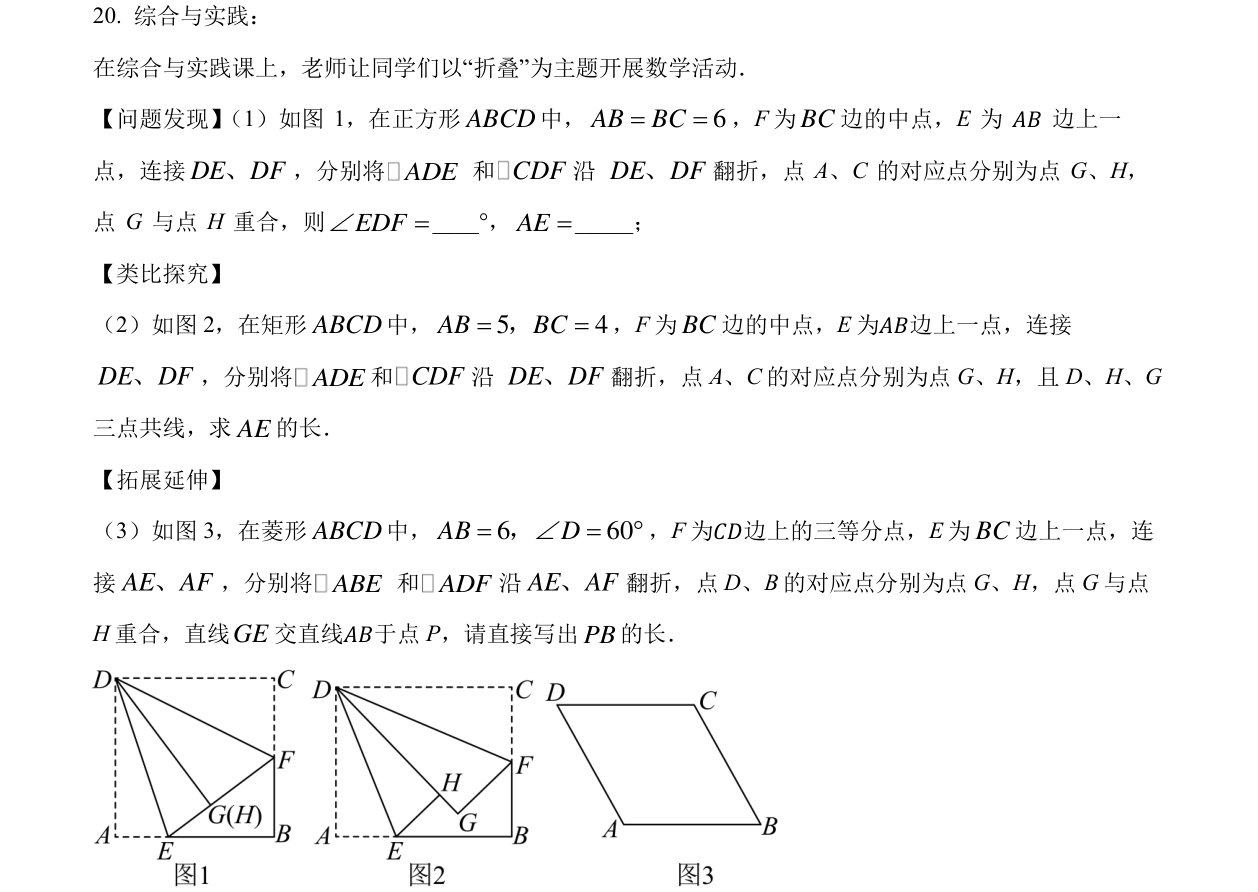 20. 综合与实践：
在综合与实践课上，老师让同学们以“折叠”为主题开展数学活动．
【问题发现】（1）如图 1，在正方形 ABCD 中， AB = BC = 6 ，F 为 BC 边的中点，E 为 AB 边上一
点，连接 DE、DF ，分别将□ADE 和□CDF 沿 DE、DF 翻折，点 A、C 的对应点分别为点 G、H，
点 G 与点 H 重合，则∠EDF =____°， AE =_____；
【类比探究】
（2）如图 2，在矩形 ABCD 中， AB = 5，BC = 4 ，F 为 BC 边的中点，E 为AB边上一点，连接
DE、DF ，分别将□ADE 和□CDF 沿 DE、DF 翻折，点 A、C 的对应点分别为点 G、H，且 D、H、G
三点共线，求 AE 的长．
【拓展延伸】
（3）如图 3，在菱形 ABCD 中， AB = 6，∠D = 60° ，F 为CD边上的三等分点，E 为 BC 边上一点，连
接 AE、AF ，分别将□ABE 和□ADF 沿 AE、AF 翻折，点 D、B 的对应点分别为点 G、H，点 G 与点
H 重合，直线 GE 交直线AB于点 P，请直接写出 PB 的长．
D C F G(H) A E B
图1
D C F H G A E B
图2
D C A B
图3